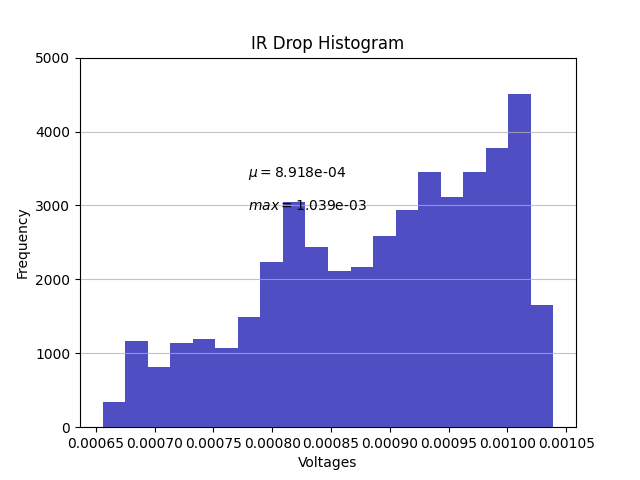 IR Drop Histogram
5000
4000
3000
2000
1000
0
Frequency
μ = 8.918e-04
max = 1.039e-03
0.00065 0.00070 0.00075 0.00080 0.00085 0.00090 0.00095 0.00100 0.00105
Voltages